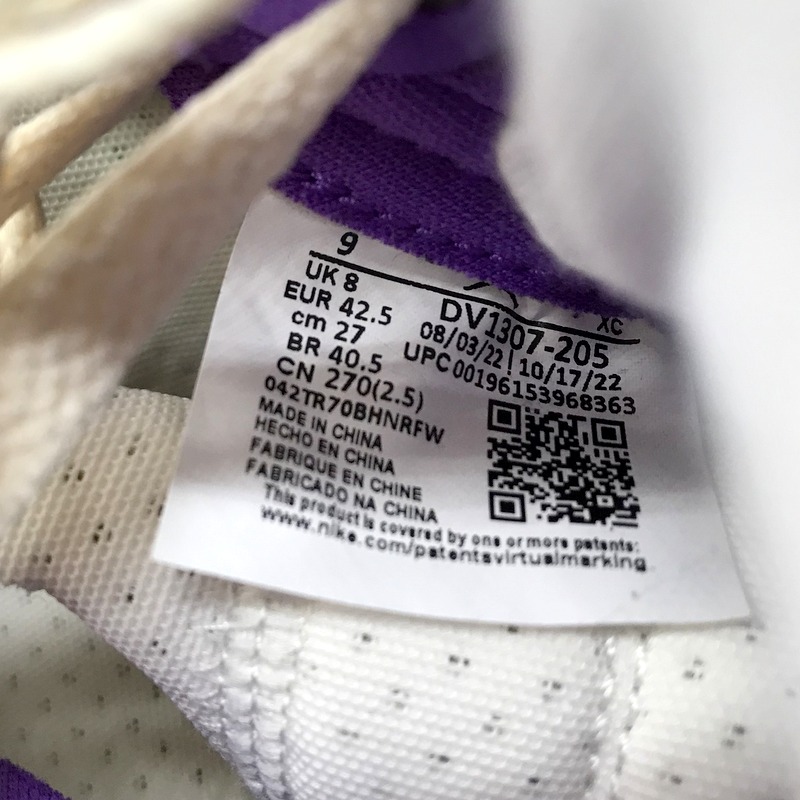 9
UK 8
EUR 42.5
cm 27
BR 40.5
CN 270(2.5)
042TR70BHNRFW
XC
DV1307-205
08/03/22 | 10/17/22
UPC 00196153968363
MADE IN CHINA
HECHO EN CHINA
FABRIQUE EN CHINE
FABRICADO NA CHINA
This product is covered by one or more patents:
www.nike.com/patentsvirtualmarking